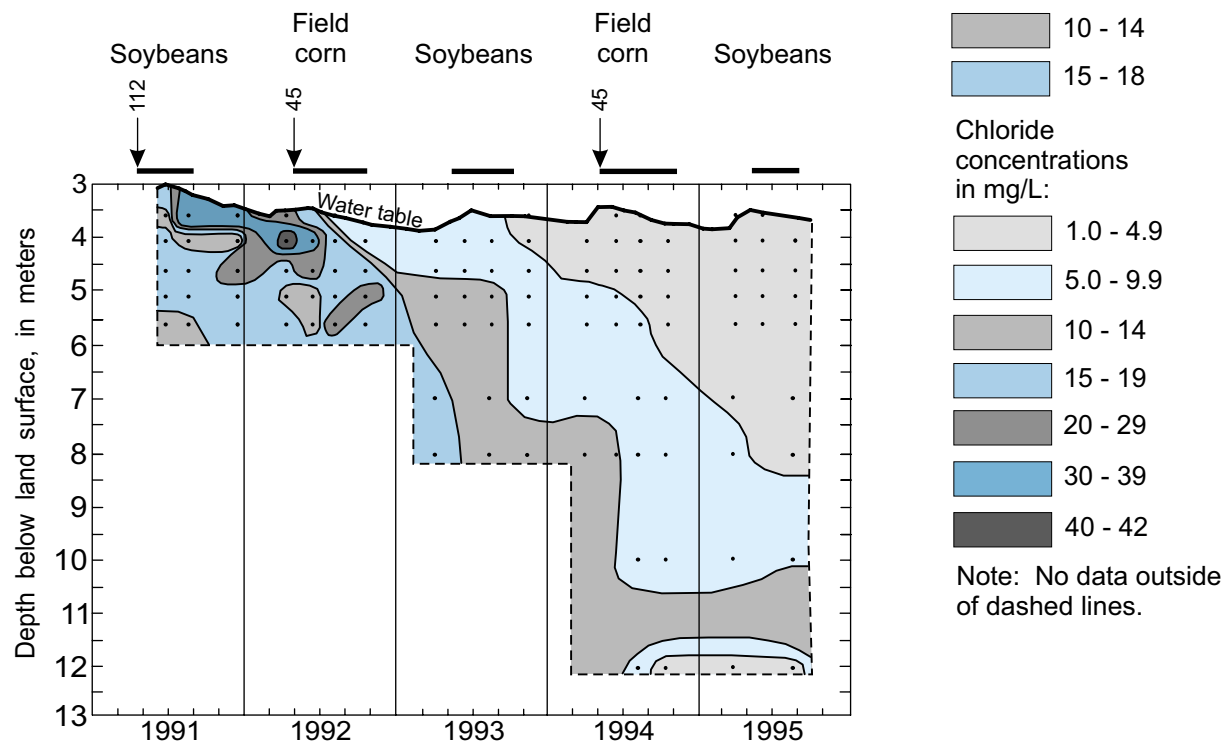 Soybeans
Field
corn
Soybeans
Field
corn
Soybeans
112
45
45
Water table
Depth below land surface, in meters
3
4
5
6
7
8
9
10
11
12
13
1991
1992
1993
1994
1995
10 - 14
15 - 18
Chloride
concentrations
in mg/L:
1.0 - 4.9
5.0 - 9.9
10 - 14
15 - 19
20 - 29
30 - 39
40 - 42
Note: No data outside
of dashed lines.